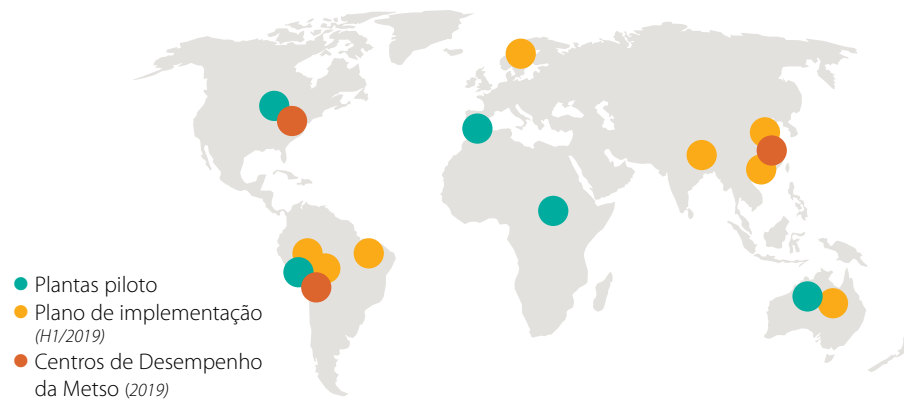 Plantas piloto
Plano de implementação
(H1/2019)
Centros de Desempenho
da Metso (2019)